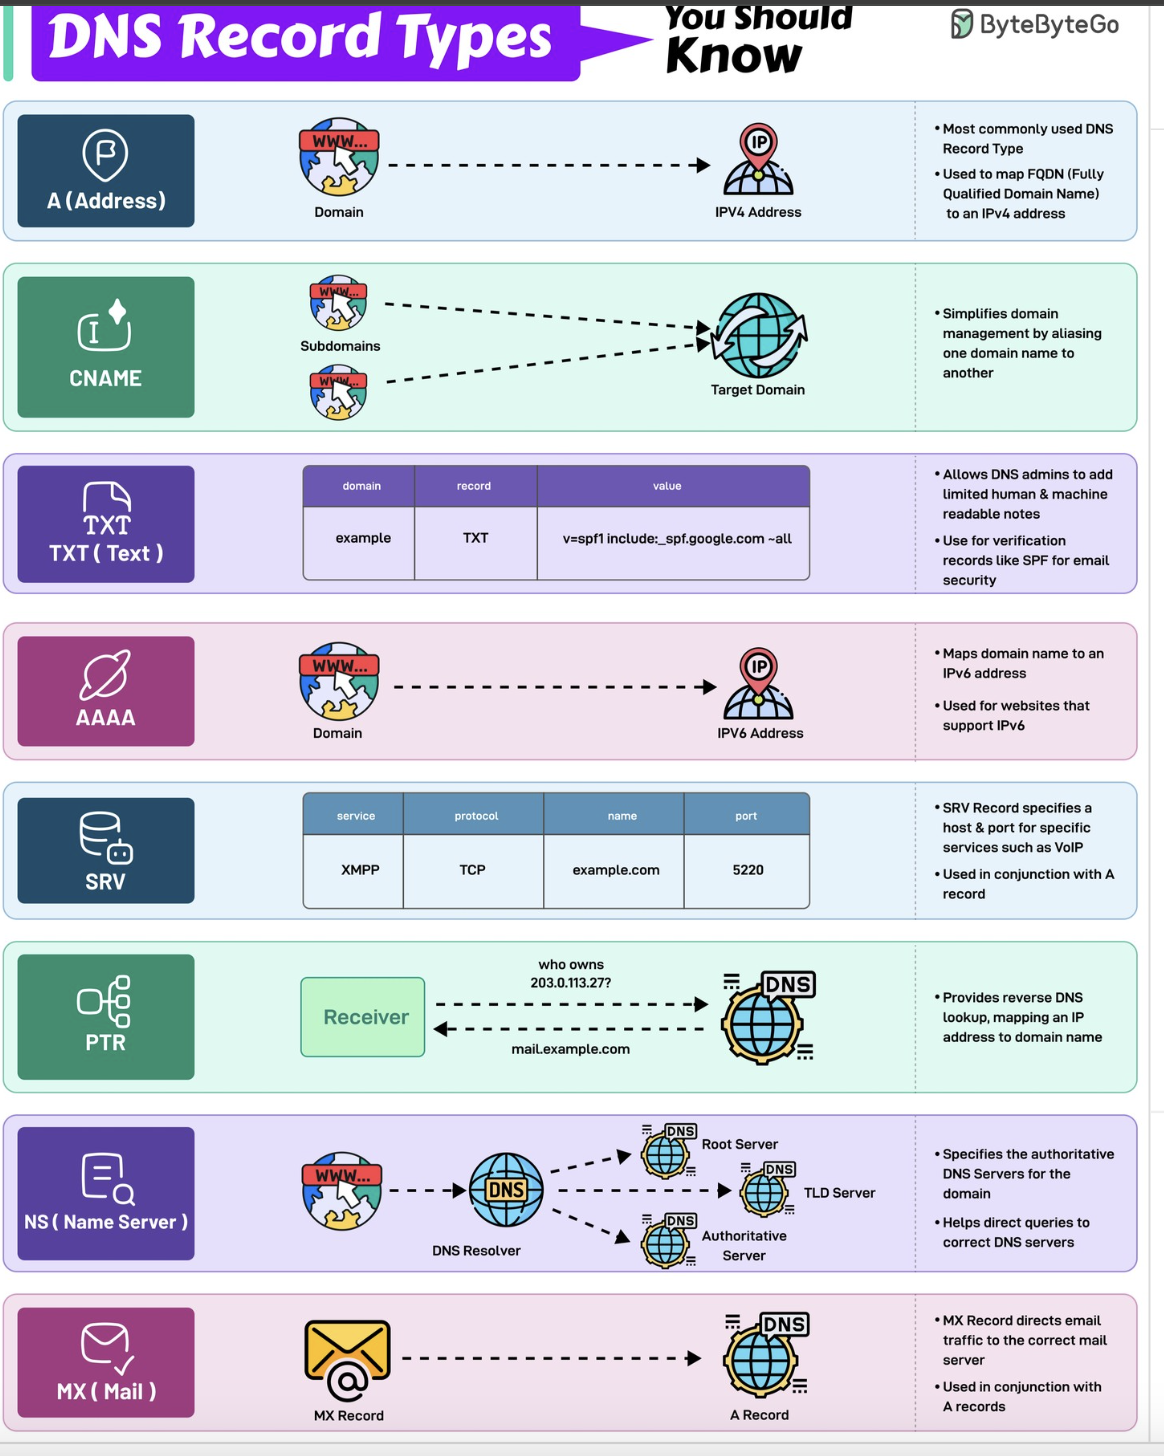 DNS Record Types
You Should
Know
ByteByteGo
A (Address)
WWW...
Domain
IP
IPV4 Address
• Most commonly used DNS
Record Type
• Used to map FQDN (Fully
Qualified Domain Name)
to an IPv4 address
CNAME
WWW...
Subdomains
WWW...
Target Domain
• Simplifies domain
management by aliasing
one domain name to
another
TXT
TXT ( Text )
domain record value
example TXT v=spf1 include:_spf.google.com ~all
• Allows DNS admins to add
limited human & machine
readable notes
• Use for verification
records like SPF for email
security
AAAA
WWW...
Domain
IP
IPV6 Address
• Maps domain name to an
IPv6 address
• Used for websites that
support IPv6
SRV
service protocol name port
XMPP TCP example.com 5220
• SRV Record specifies a
host & port for specific
services such as VoIP
• Used in conjunction with A
record
PTR
Receiver
who owns
203.0.113.27?
mail.example.com
DNS
• Provides reverse DNS
lookup, mapping an IP
address to domain name
NS ( Name Server )
WWW...
DNS
DNS Resolver
DNS
Root Server
DNS
TLD Server
DNS
Authoritative
Server
• Specifies the authoritative
DNS Servers for the
domain
• Helps direct queries to
correct DNS servers
MX ( Mail )
@
MX Record
DNS
A Record
• MX Record directs email
traffic to the correct mail
server
• Used in conjunction with
A records